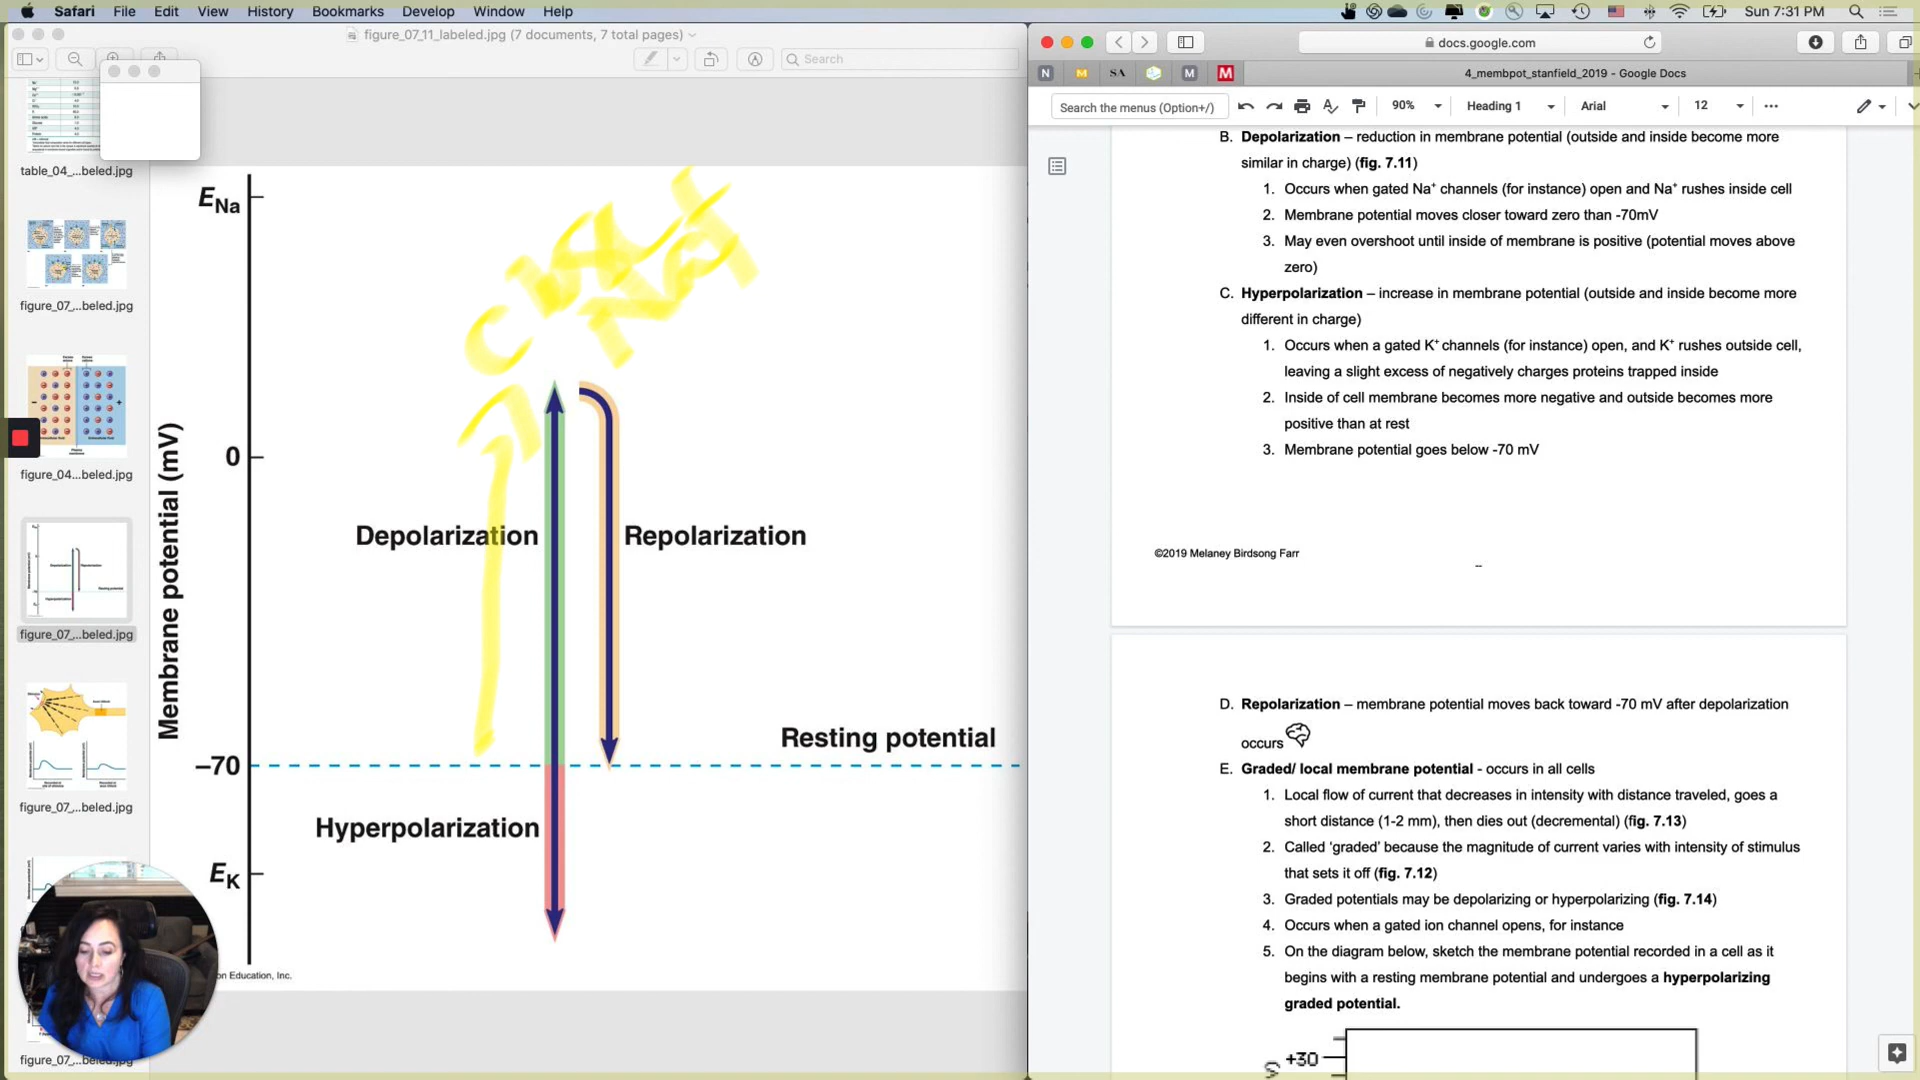 Safari File Edit View History Bookmarks Develop Window Help
Sun 7:31 PM
figure_07_11_labeled.jpg (7 documents, 7 total pages)
Search
table_04_...beled.jpg
figure_07_...beled.jpg
figure_04...beled.jpg
figure_07_...beled.jpg
figure_07_...beled.jpg
figure_07_...beled.jpg
ENa
0
–70
EK
Membrane potential (mV)
Depolarization
Repolarization
Resting potential
Hyperpolarization
on Education, Inc.
docs.google.com
N M SA M M
4_membpot_stanfield_2019 - Google Docs
Search the menus (Option+/)
90% Heading 1 Arial 12
B. Depolarization – reduction in membrane potential (outside and inside become more
similar in charge) (fig. 7.11)
1. Occurs when gated Na+ channels (for instance) open and Na+ rushes inside cell
2. Membrane potential moves closer toward zero than -70mV
3. May even overshoot until inside of membrane is positive (potential moves above
zero)
C. Hyperpolarization – increase in membrane potential (outside and inside become more
different in charge)
1. Occurs when a gated K+ channels (for instance) open, and K+ rushes outside cell,
leaving a slight excess of negatively charges proteins trapped inside
2. Inside of cell membrane becomes more negative and outside becomes more
positive than at rest
3. Membrane potential goes below -70 mV
©2019 Melaney Birdsong Farr
D. Repolarization – membrane potential moves back toward -70 mV after depolarization
occurs
E. Graded/ local membrane potential - occurs in all cells
1. Local flow of current that decreases in intensity with distance traveled, goes a
short distance (1-2 mm), then dies out (decremental) (fig. 7.13)
2. Called 'graded' because the magnitude of current varies with intensity of stimulus
that sets it off (fig. 7.12)
3. Graded potentials may be depolarizing or hyperpolarizing (fig. 7.14)
4. Occurs when a gated ion channel opens, for instance
5. On the diagram below, sketch the membrane potential recorded in a cell as it
begins with a resting membrane potential and undergoes a hyperpolarizing
graded potential.
+30